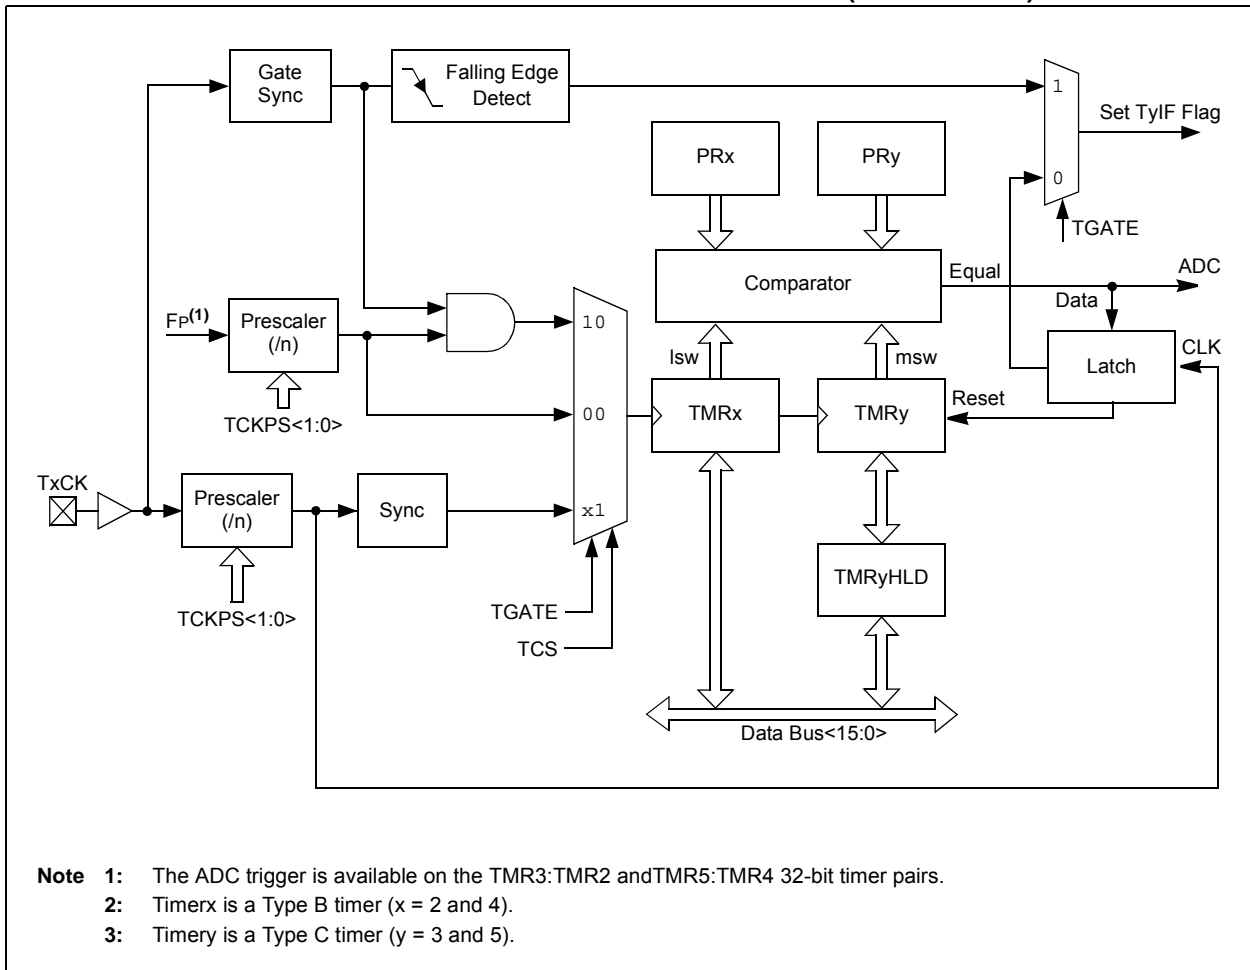 Gate
Sync
Falling Edge
Detect
1
Set TyIF Flag
0
TGATE
PRx
PRy
Comparator
Equal
ADC
Data
Latch
CLK
Reset
FP(1)
Prescaler
(/n)
TCKPS<1:0>
10
00
x1
lsw
msw
TMRx
TMRy
TxCK
Prescaler
(/n)
TCKPS<1:0>
Sync
TGATE
TCS
TMRyHLD
Data Bus<15:0>
Note 1: The ADC trigger is available on the TMR3:TMR2 andTMR5:TMR4 32-bit timer pairs.
2: Timerx is a Type B timer (x = 2 and 4).
3: Timery is a Type C timer (y = 3 and 5).